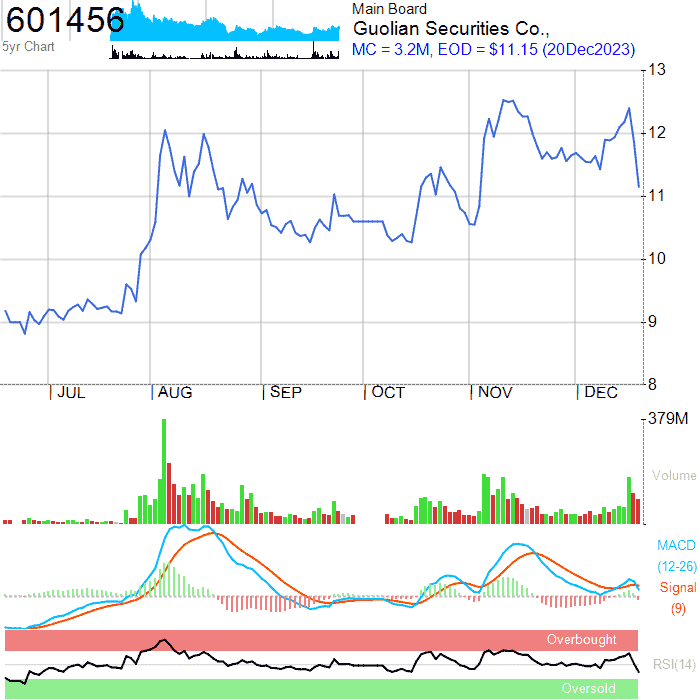 601456
Main Board
Guolian Securities Co.,
5yr Chart
MC = 3.2M, EOD = $11.15 (20Dec2023)
13
12
11
10
9
8
JUL AUG SEP OCT NOV DEC
379M
Volume
MACD
(12-26)
Signal
(9)
Overbought
RSI(14)
Oversold